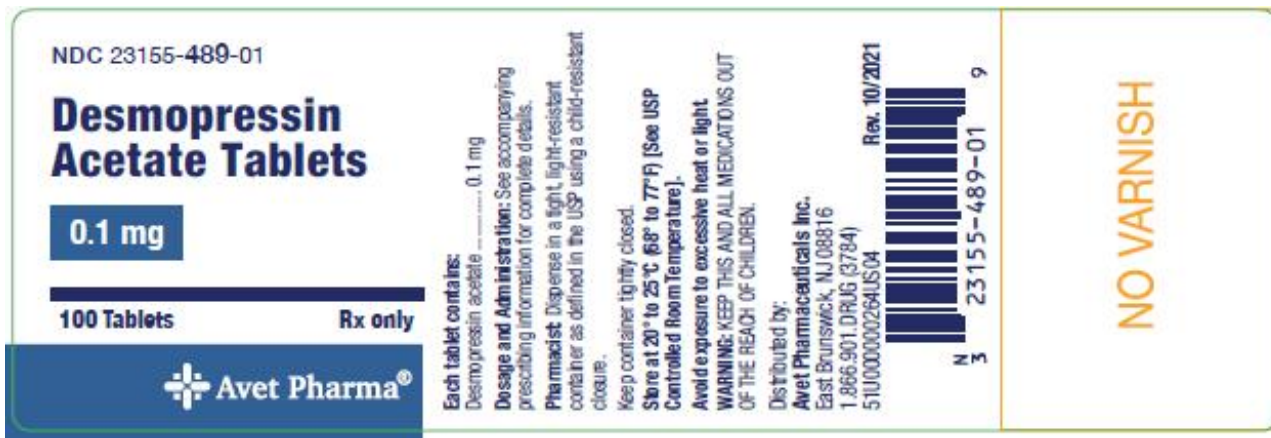 NDC 23155-489-01
Desmopressin
Acetate Tablets
0.1 mg
100 Tablets Rx only
Avet Pharma®
Each tablet contains:
Desmopressin acetate .............. 0.1 mg
Dosage and Administration: See accompanying
prescribing information for complete details.
Pharmacist: Dispense in a tight, light-resistant
container as defined in the USP using a child-resistant
closure.
Keep container tightly closed.
Store at 20° to 25°C (68° to 77°F) [See USP
Controlled Room Temperature].
Avoid exposure to excessive heat or light.
WARNING: KEEP THIS AND ALL MEDICATIONS OUT
OF THE REACH OF CHILDREN.
Distributed by:
Avet Pharmaceuticals Inc.
East Brunswick, NJ 08816
1.866.901.DRUG (3784)
51U000000264US04 Rev. 10/2021
N
3 23155-489-01 9
NO VARNISH